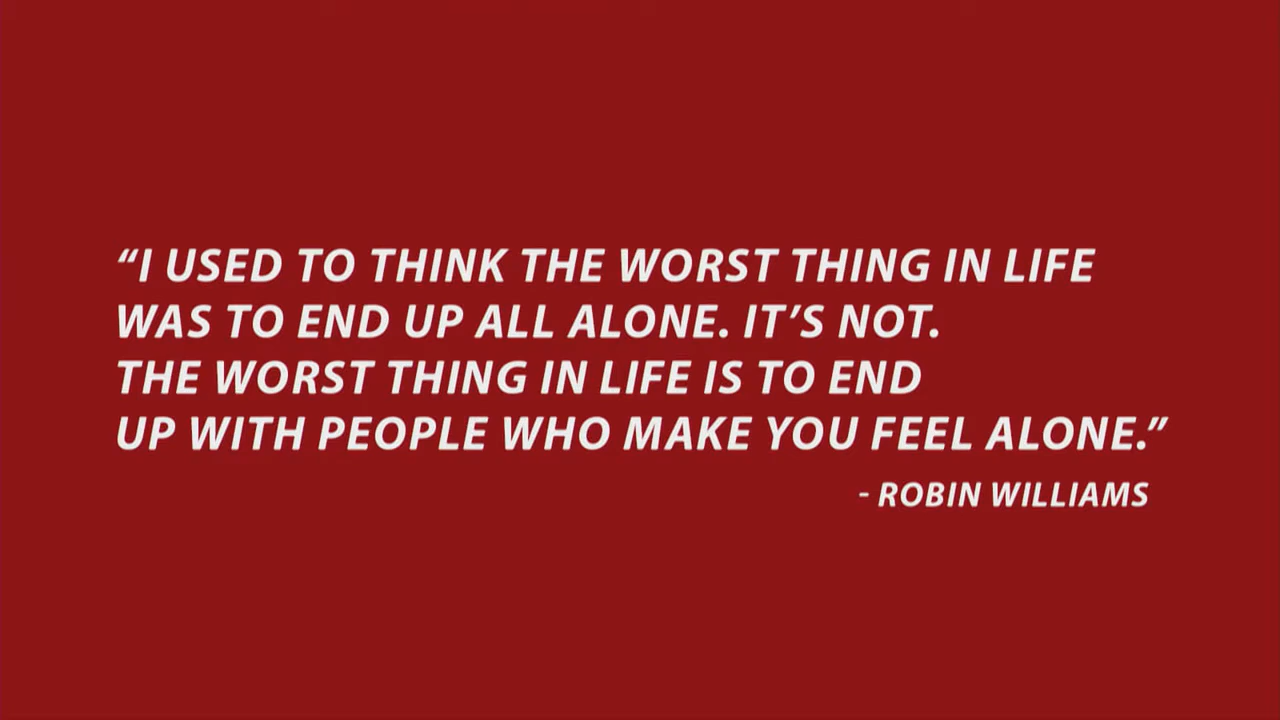 “I USED TO THINK THE WORST THING IN LIFE
WAS TO END UP ALL ALONE. IT’S NOT.
THE WORST THING IN LIFE IS TO END
UP WITH PEOPLE WHO MAKE YOU FEEL ALONE.”
- ROBIN WILLIAMS